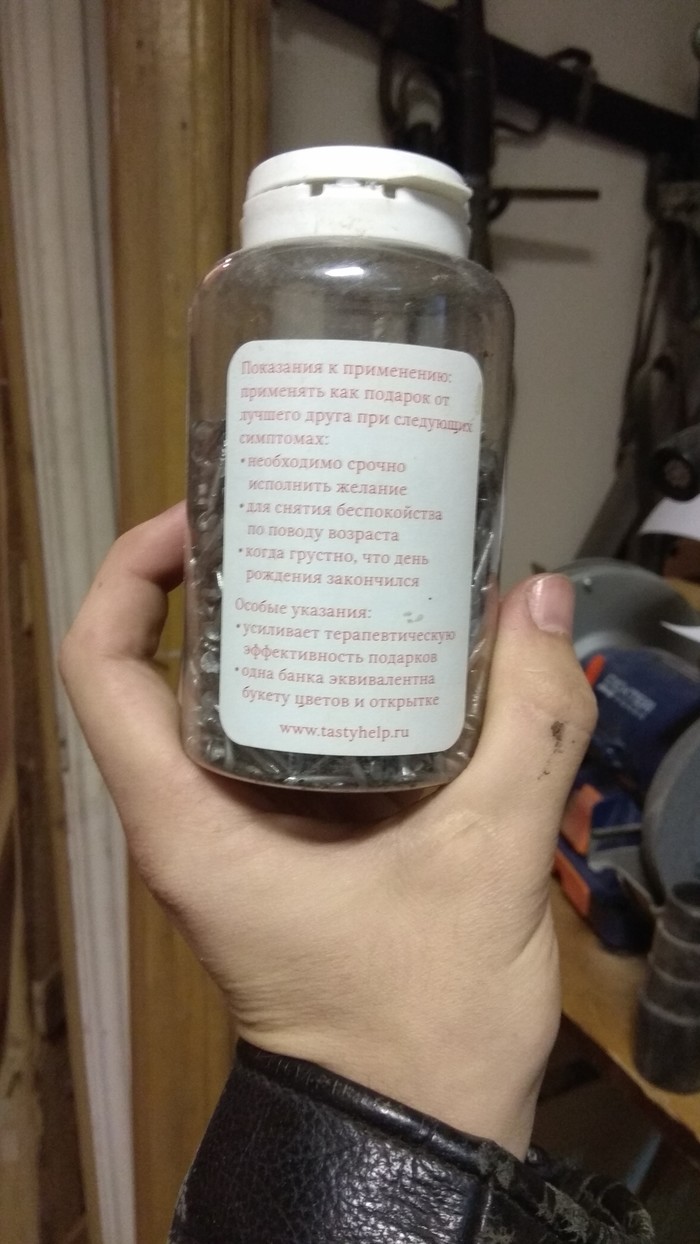 Показания к применению:
применять как подарок от
лучшего друга при следующих
симптомах:
•необходимо срочно
исполнить желание
•для снятия беспокойства
по поводу возраста
•когда грустно, что день
рождения закончился
Особые указания:
•усиливает терапевтическую
эффективность подарков
•одна банка эквивалентна
букету цветов и открытке
www.tastyhelp.ru
DEXTER